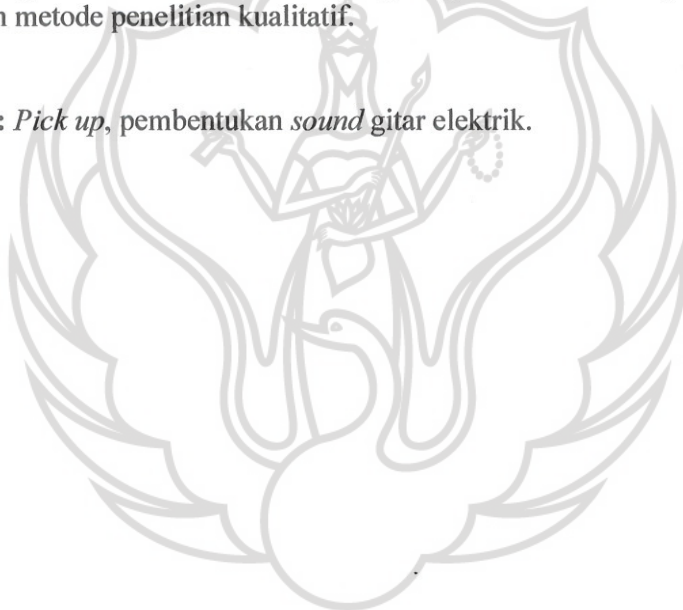 metode penelitian kualitatif.
: Pick up, pembentukan sound gitar elektrik.